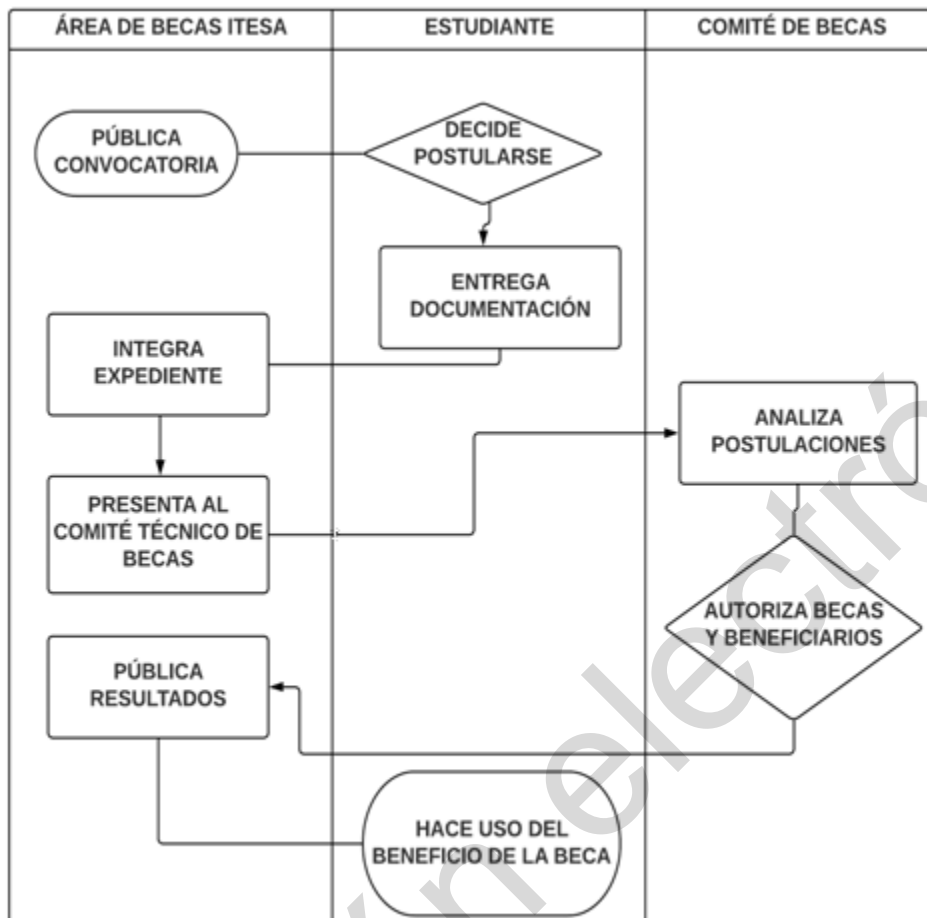 ÁREA DE BECAS ITESA
ESTUDIANTE
COMITÉ DE BECAS
PÚBLICA
CONVOCATORIA
DECIDE
POSTULARSE
ENTREGA
DOCUMENTACIÓN
INTEGRA
EXPEDIENTE
ANALIZA
POSTULACIONES
PRESENTA AL
COMITÉ TÉCNICO DE
BECAS
AUTORIZA BECAS
Y BENEFICIARIOS
PÚBLICA
RESULTADOS
HACE USO DEL
BENEFICIO DE LA BECA